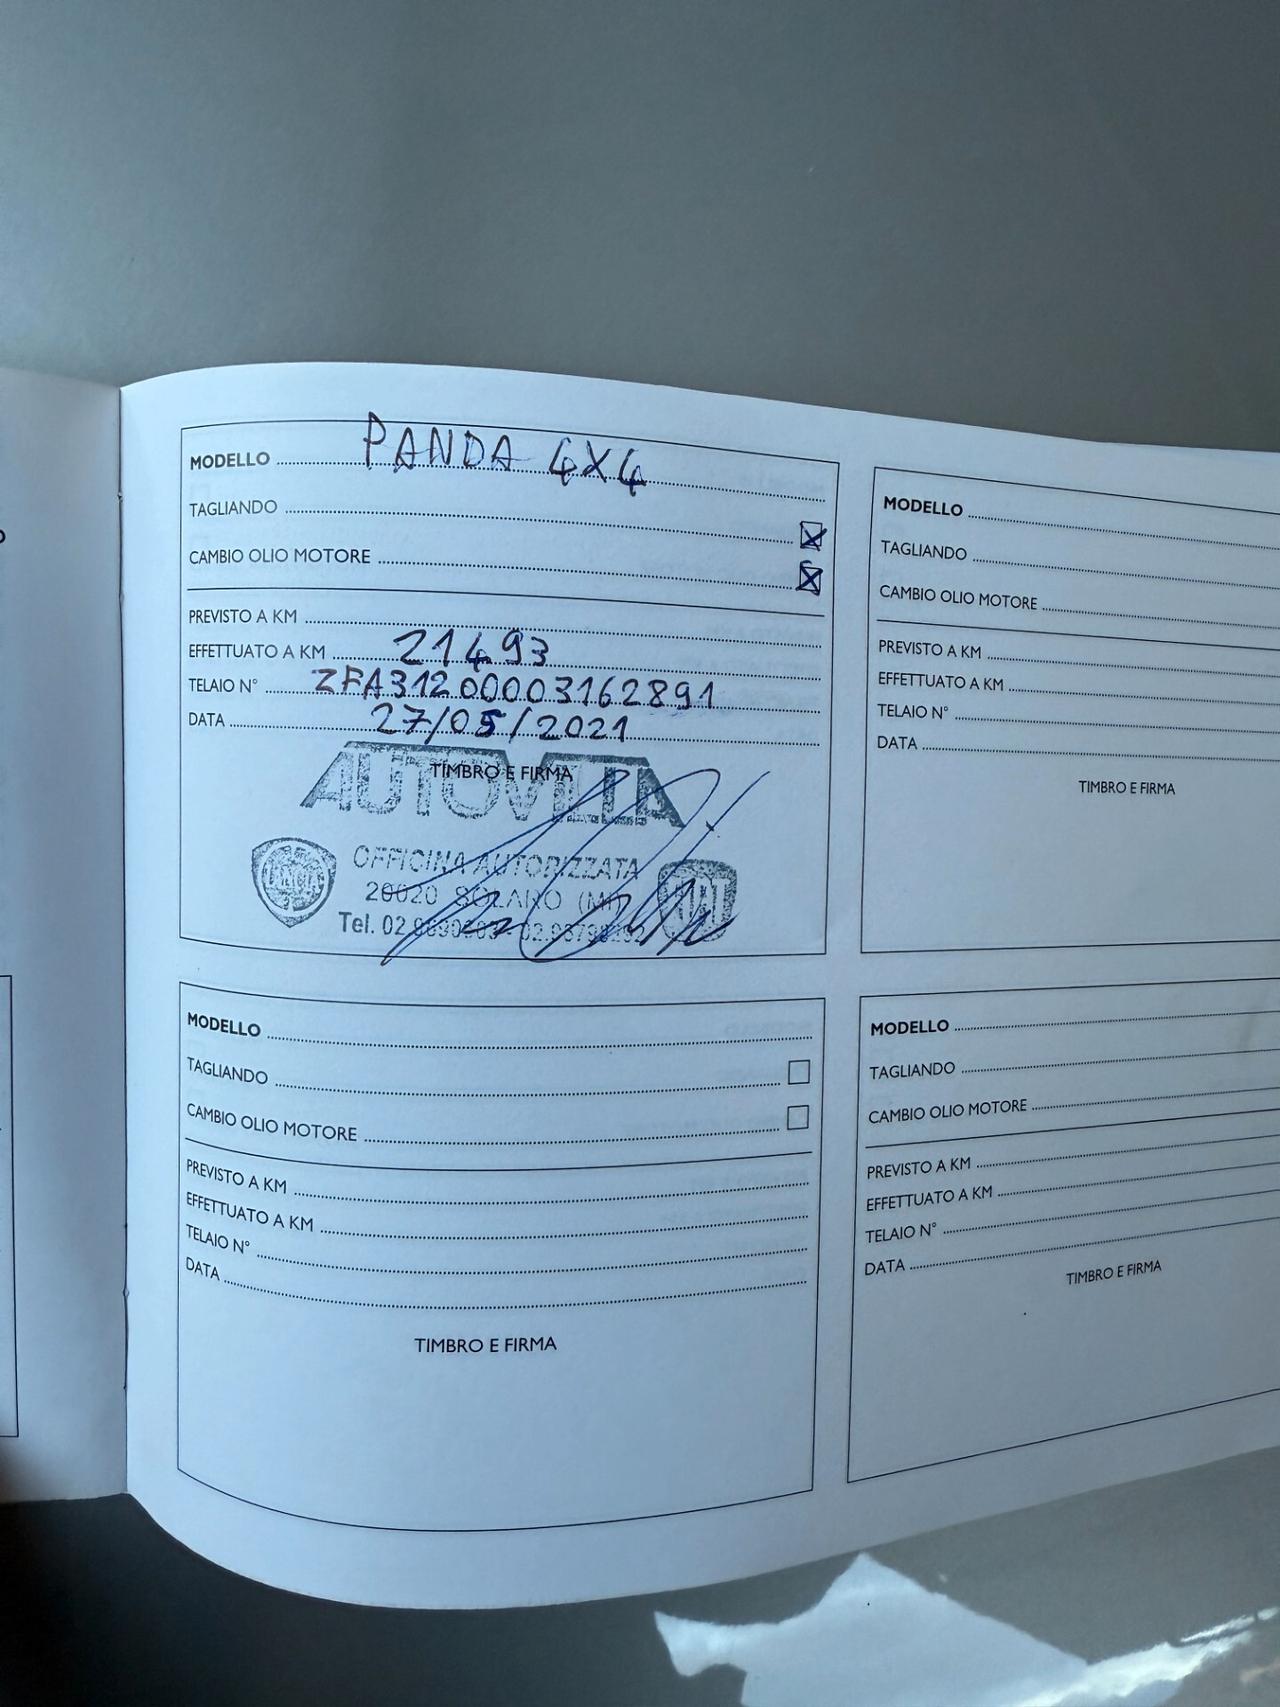 MODELLO PANDA 4X4
TAGLIANDO
CAMBIO OLIO MOTORE
PREVISTO A KM
EFFETTUATO A KM 21493
TELAIO N° ZFA31200003162891
DATA 27/05/2021
TIMBRO E FIRMA
AUTOVILLA
OFFICINA AUTORIZZATA
20020 SOLARO (MI)
Tel. 02
LANCIA
FIAT
MODELLO
TAGLIANDO
CAMBIO OLIO MOTORE
PREVISTO A KM
EFFETTUATO A KM
TELAIO N°
DATA
TIMBRO E FIRMA
MODELLO
TAGLIANDO
CAMBIO OLIO MOTORE
PREVISTO A KM
EFFETTUATO A KM
TELAIO N°
DATA
TIMBRO E FIRMA
MODELLO
TAGLIANDO
CAMBIO OLIO MOTORE
PREVISTO A KM
EFFETTUATO A KM
TELAIO N°
DATA
TIMBRO E FIRMA